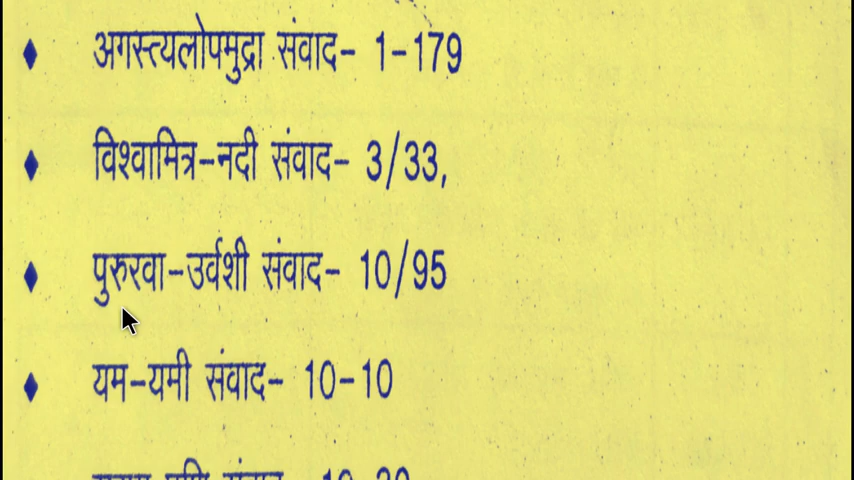 ♦ अगस्त्यलोपमुद्रा संवाद– 1–179
♦ विश्वामित्र–नदी संवाद– 3/33,
♦ पुरुरवा–उर्वशी संवाद– 10/95
♦ यम–यमी संवाद– 10–10